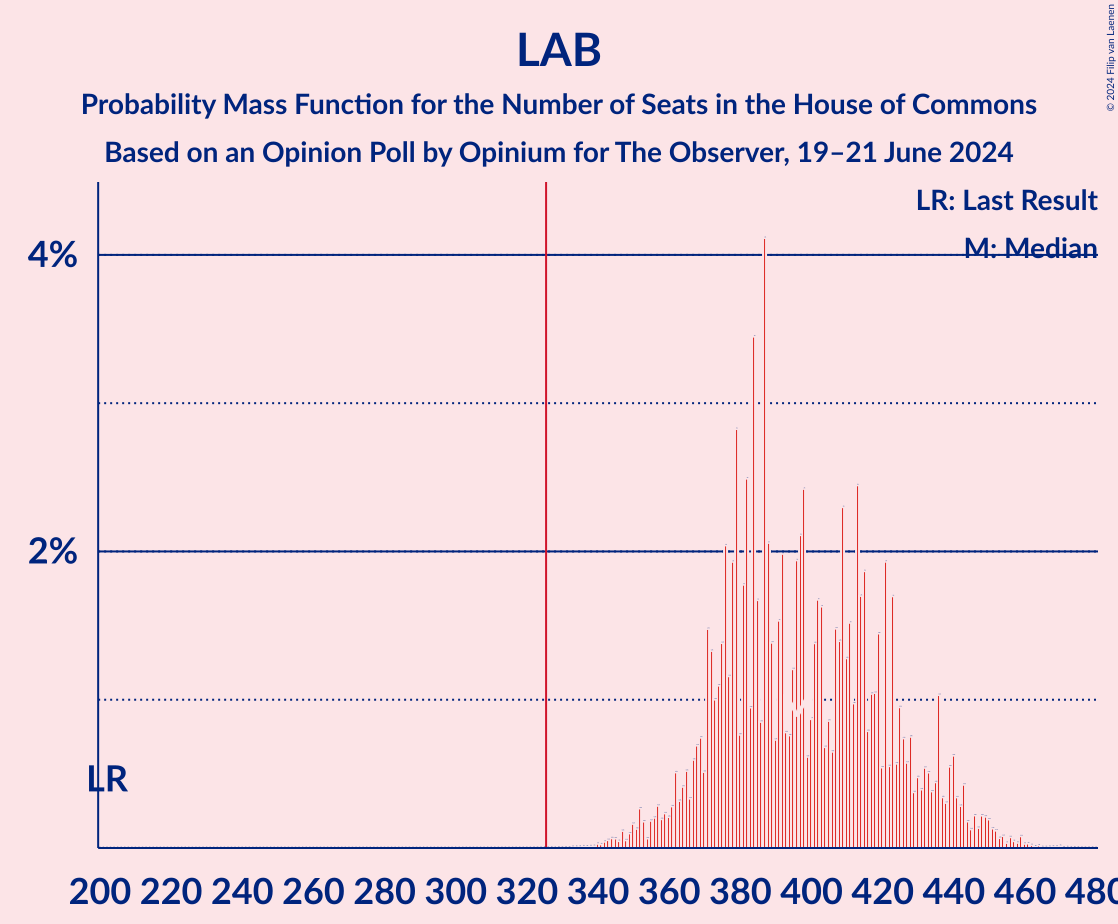 LAB
Probability Mass Function for the Number of Seats in the House of Commons
Based on an Opinion Poll by Opinium for The Observer, 19–21 June 2024
© 2024 Filip van Laenen
LR: Last Result
M: Median
4%
2%
LR
200 220 240 260 280 300 320 340 360 380 400 420 440 460 480